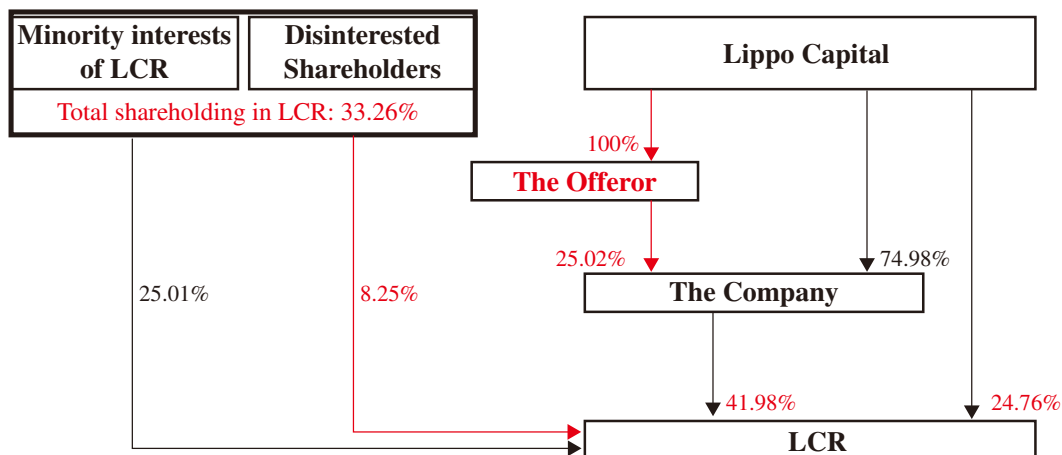 Minority interests
of LCR
Disinterested
Shareholders
Total shareholding in LCR: 33.26%
Lippo Capital
100%
The Offeror
25.02%
74.98%
The Company
25.01%
8.25%
41.98%
24.76%
LCR